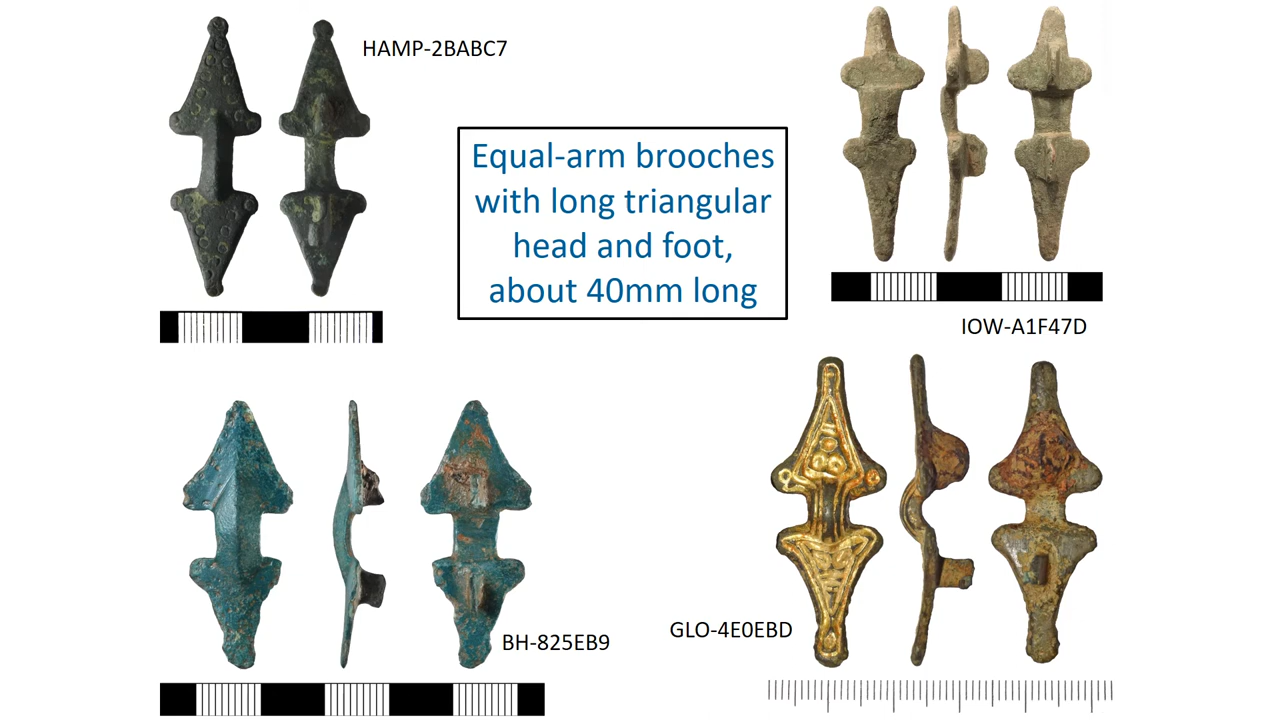 HAMP-2BABC7
Equal-arm brooches
with long triangular
head and foot,
about 40mm long
IOW-A1F47D
BH-825EB9
GLO-4E0EBD